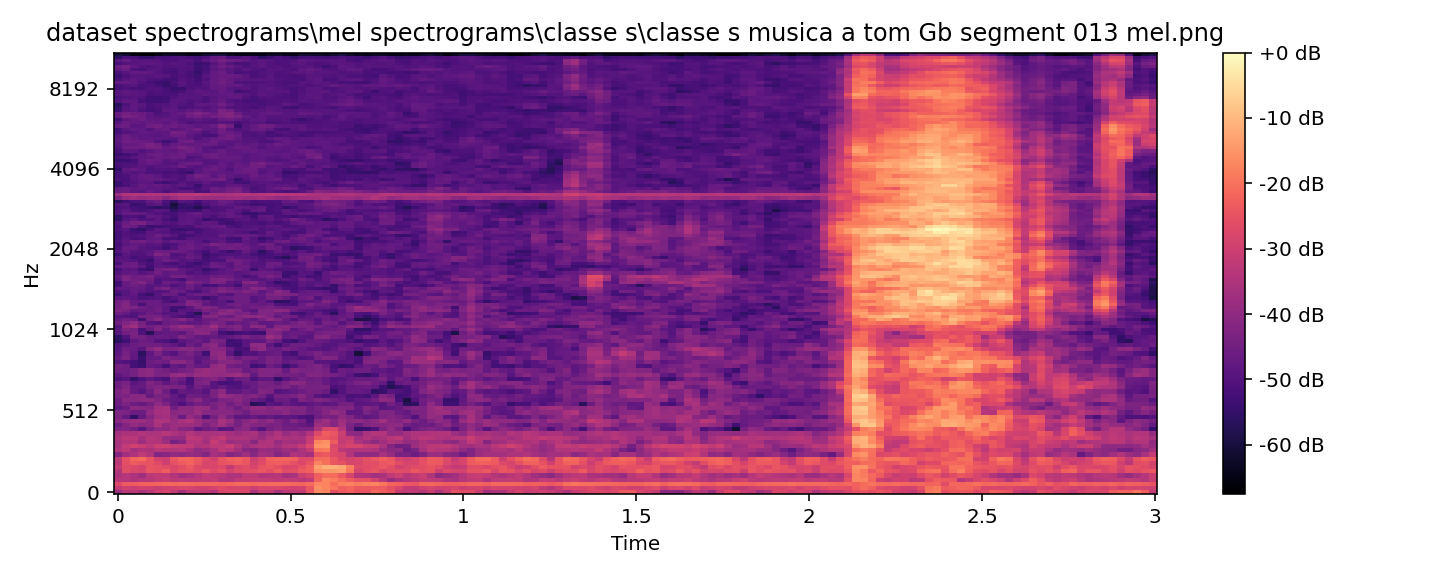 dataset spectrograms\mel spectrograms\classe s\classe s musica a tom Gb segment 013 mel.png
+0 dB
8192
-10 dB
4096
-20 dB
-30 dB
2048
Hz
-40 dB
1024
-50 dB
512
-60 dB
0
0 0.5 1 1.5 2 2.5 3
Time